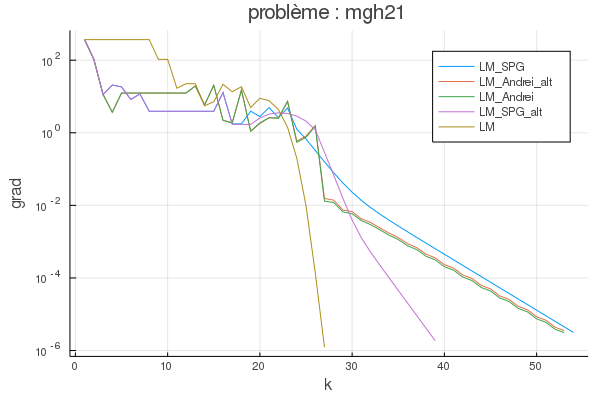 problème : mgh21
LM_SPG
LM_Andrei_alt
LM_Andrei
LM_SPG_alt
LM
grad
10^2
10^0
10^-2
10^-4
10^-6
0 10 20 30 40 50
k